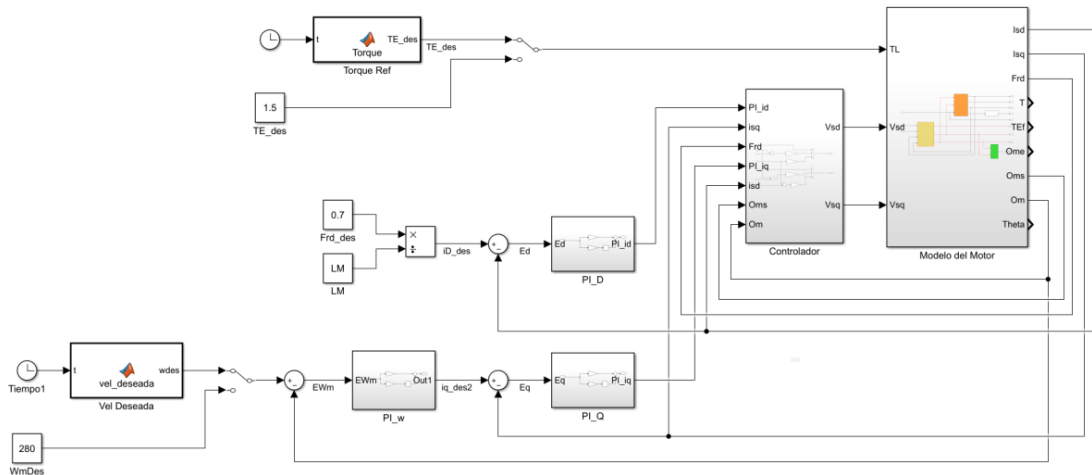 t
Torque
TE_des
Torque Ref
TE_des
1.5
TE_des
TL
Vsd
Vsq
Isd
Isq
Frd
T
TEf
Ome
Oms
Om
Theta
Modelo del Motor
PI_id
isq
Frd
PI_iq
isd
Oms
Om
Vsd
Vsq
Controlador
0.7
Frd_des
LM
LM
×
÷
iD_des
+
−
Ed
Ed
PI_id
PI_D
Tiempo1
t
vel_deseada
wdes
Vel Deseada
280
WmDes
+
−
EWm
EWm
Out1
PI_w
iq_des2
+
−
Eq
Eq
PI_iq
PI_Q